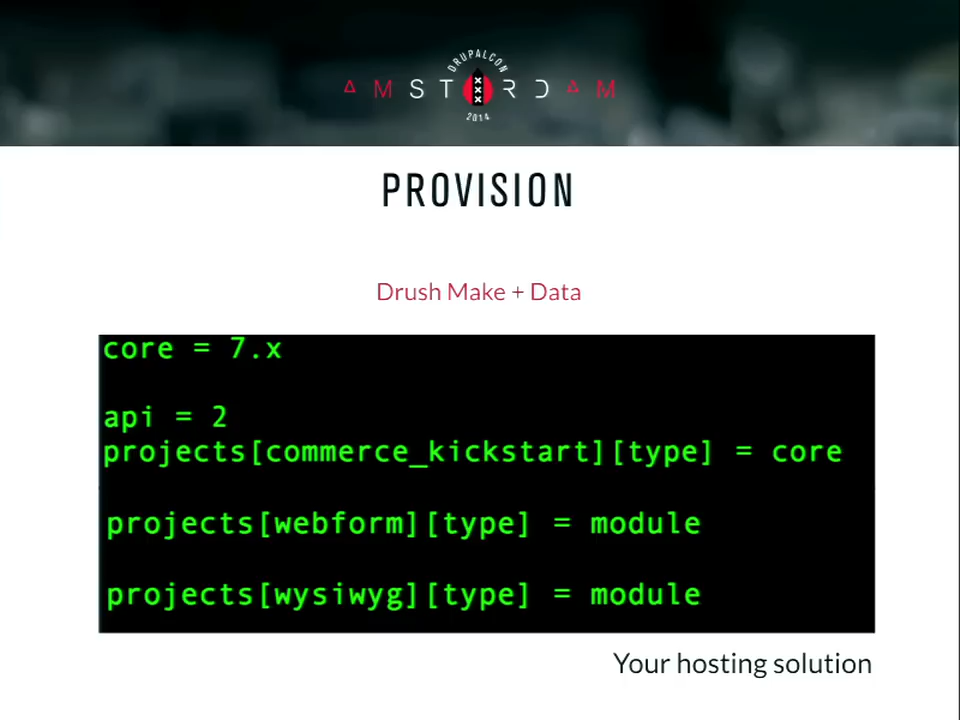 DRUPALCON
AMSTERDAM
2014
PROVISION
Drush Make + Data
core = 7.x
api = 2
projects[commerce_kickstart][type] = core
projects[webform][type] = module
projects[wysiwyg][type] = module
Your hosting solution